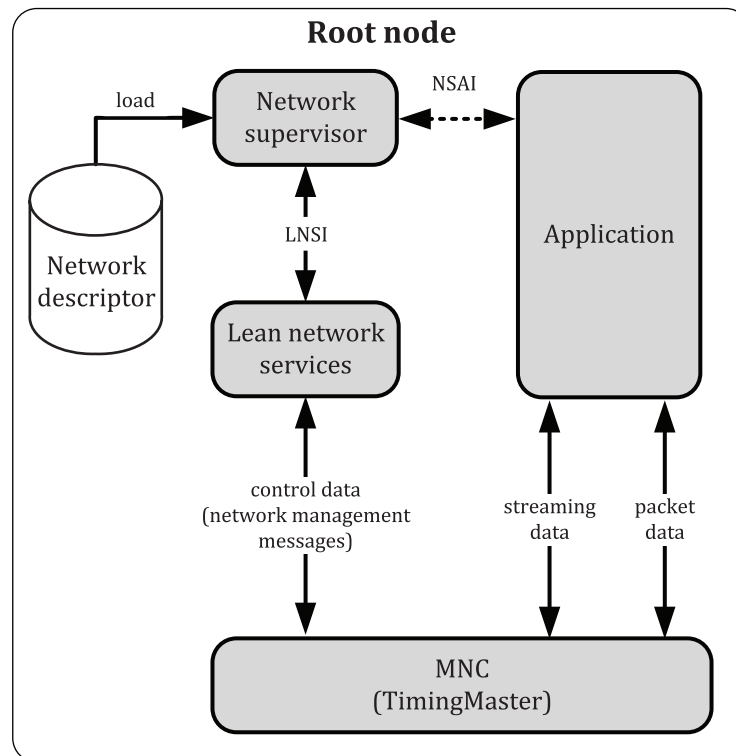 Root node
load
Network
supervisor
NSAI
Application
Network
descriptor
LNSI
Lean network
services
control data
(network management
messages)
streaming
data
packet
data
MNC
(TimingMaster)